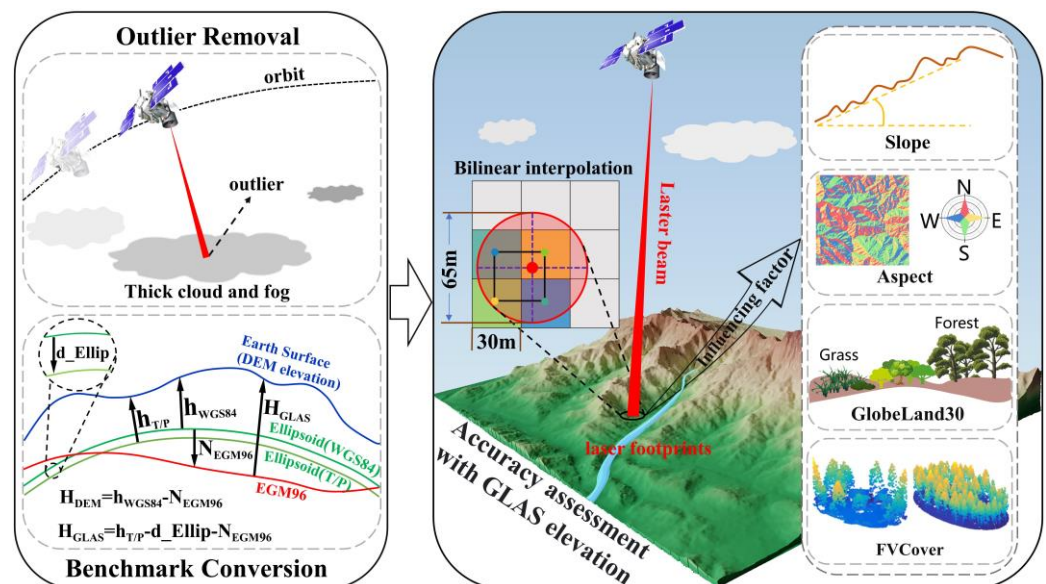 Outlier Removal
orbit
outlier
Thick cloud and fog
d_Ellip
Earth Surface
(DEM elevation)
h_T/P
h_WGS84
H_GLAS
N_EGM96
Ellipsoid(WGS84)
Ellipsoid(T/P)
EGM96
H_DEM=h_WGS84-N_EGM96
H_GLAS=h_T/P-d_Ellip-N_EGM96
Benchmark Conversion
Bilinear interpolation
65m
30m
Laster beam
laser footprints
Influencing factor
Accuracy assessment
with GLAS elevation
Slope
N
W
E
S
Aspect
Forest
Grass
GlobeLand30
FVCover